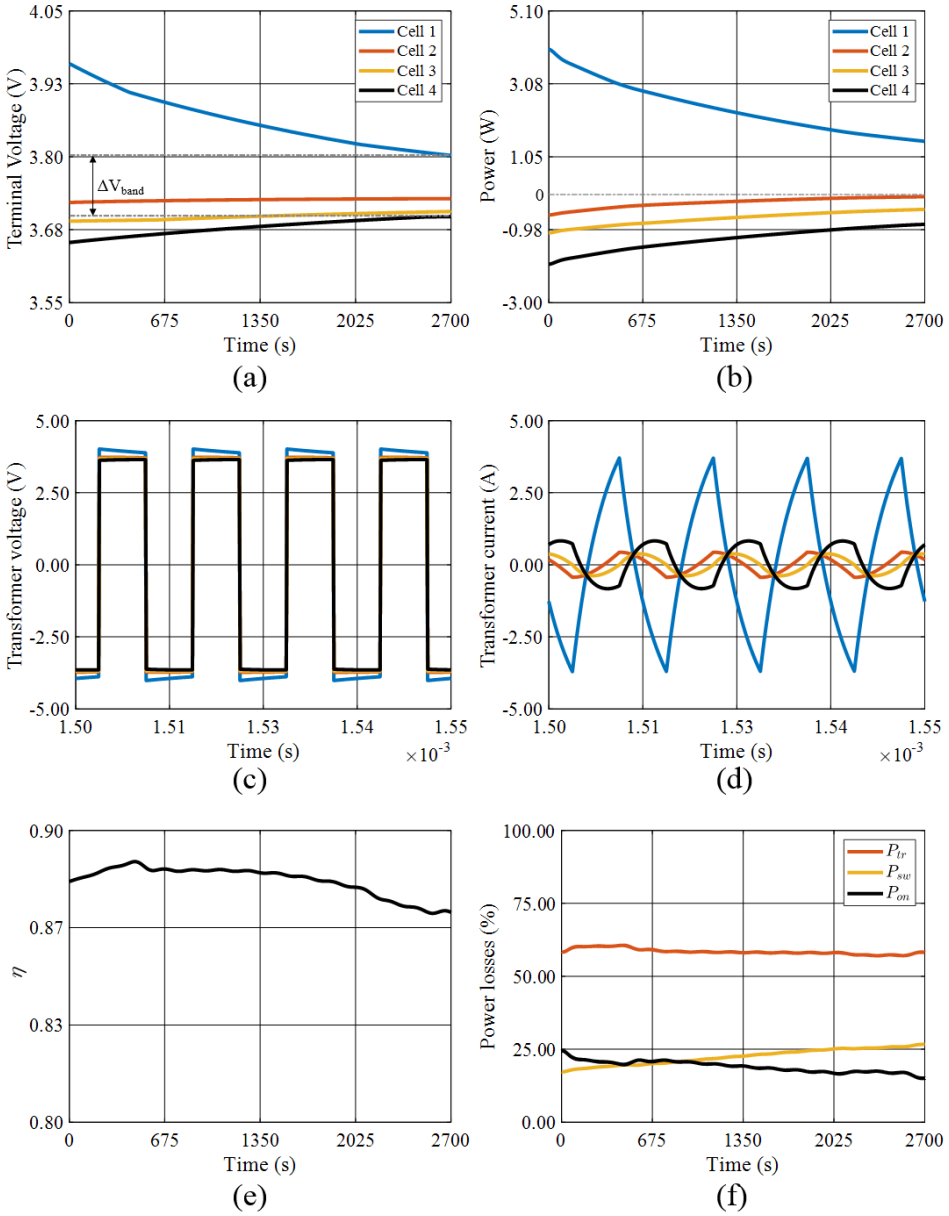 4.05
3.93
3.80
3.68
3.55
Terminal Voltage (V)
Cell 1
Cell 2
Cell 3
Cell 4
ΔV_band
0 675 1350 2025 2700
Time (s)
(a)
5.10
3.08
1.05
0
-0.98
-3.00
Power (W)
Cell 1
Cell 2
Cell 3
Cell 4
0 675 1350 2025 2700
Time (s)
(b)
5.00
2.50
0.00
-2.50
-5.00
Transformer voltage (V)
1.50 1.51 1.53 1.54 1.55
Time (s)
×10⁻³
(c)
5.00
2.50
0.00
-2.50
-5.00
Transformer current (A)
1.50 1.51 1.53 1.54 1.55
Time (s)
×10⁻³
(d)
0.90
0.87
0.83
0.80
η
0 675 1350 2025 2700
Time (s)
(e)
100.00
75.00
50.00
25.00
0.00
Power losses (%)
P_tr
P_sw
P_on
0 675 1350 2025 2700
Time (s)
(f)